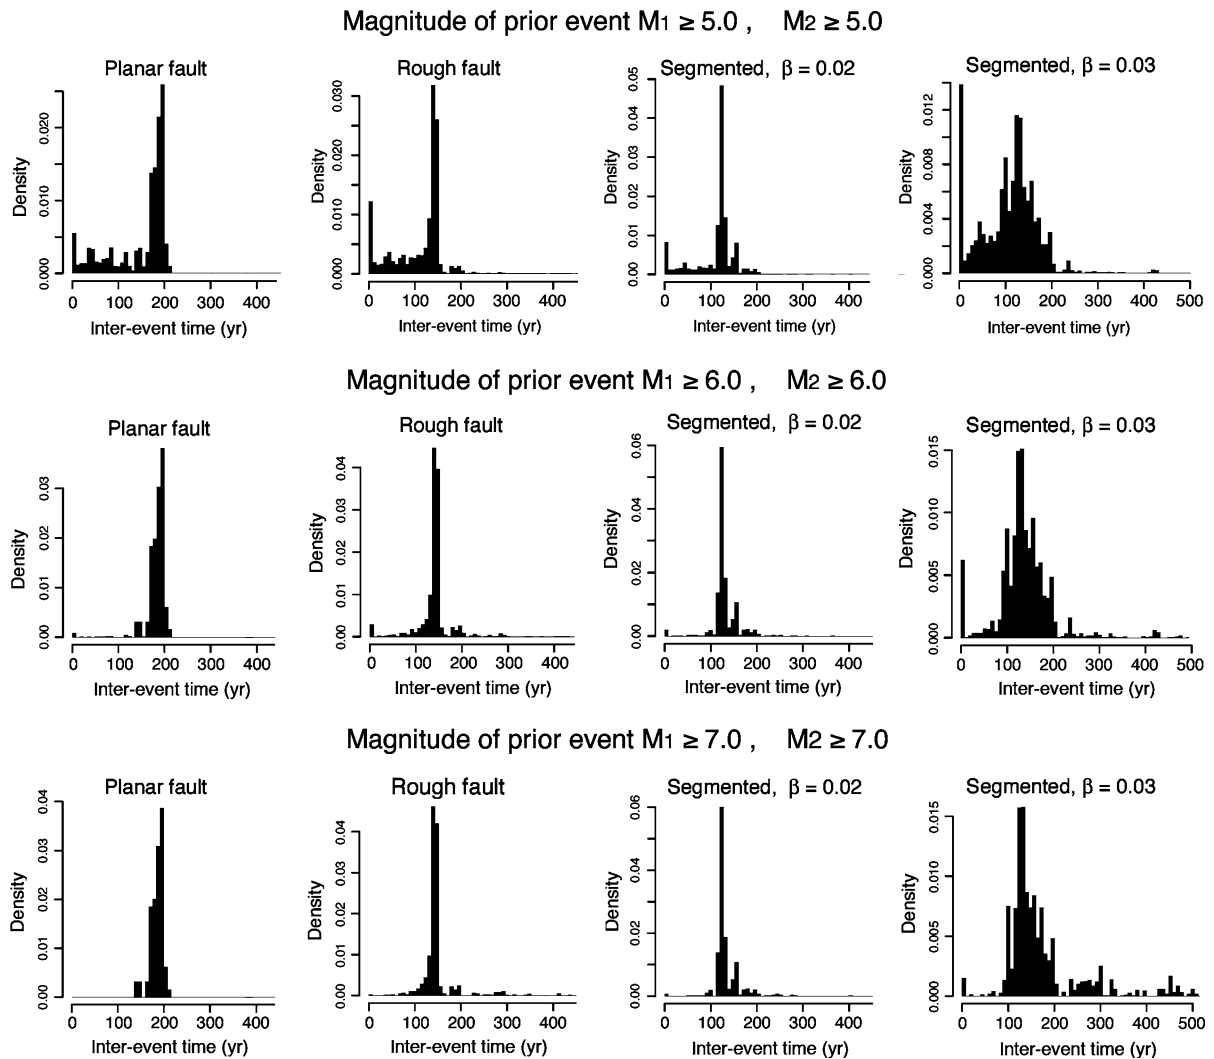 Magnitude of prior event M1 ≥ 5.0 , M2 ≥ 5.0
Planar fault
Rough fault
Segmented, β = 0.02
Segmented, β = 0.03
Density
0.000 0.010 0.020
0 100 200 300 400
Inter-event time (yr)
Density
0.000 0.010 0.020 0.030
0 100 200 300 400
Inter-event time (yr)
Density
0.00 0.01 0.02 0.03 0.04 0.05
0 100 200 300 400
Inter-event time (yr)
Density
0.000 0.004 0.008 0.012
0 100 200 300 400 500
Inter-event time (yr)
Magnitude of prior event M1 ≥ 6.0 , M2 ≥ 6.0
Planar fault
Rough fault
Segmented, β = 0.02
Segmented, β = 0.03
Density
0.00 0.01 0.02 0.03
0 100 200 300 400
Inter-event time (yr)
Density
0.00 0.01 0.02 0.03 0.04
0 100 200 300 400
Inter-event time (yr)
Density
0.00 0.02 0.04 0.06
0 100 200 300 400
Inter-event time (yr)
Density
0.000 0.005 0.010 0.015
0 100 200 300 400 500
Inter-event time (yr)
Magnitude of prior event M1 ≥ 7.0 , M2 ≥ 7.0
Planar fault
Rough fault
Segmented, β = 0.02
Segmented, β = 0.03
Density
0.00 0.01 0.02 0.03 0.04
0 100 200 300 400
Inter-event time (yr)
Density
0.00 0.01 0.02 0.03 0.04
0 100 200 300 400
Inter-event time (yr)
Density
0.00 0.02 0.04 0.06
0 100 200 300 400
Inter-event time (yr)
Density
0.000 0.005 0.010 0.015
0 100 200 300 400 500
Inter-event time (yr)